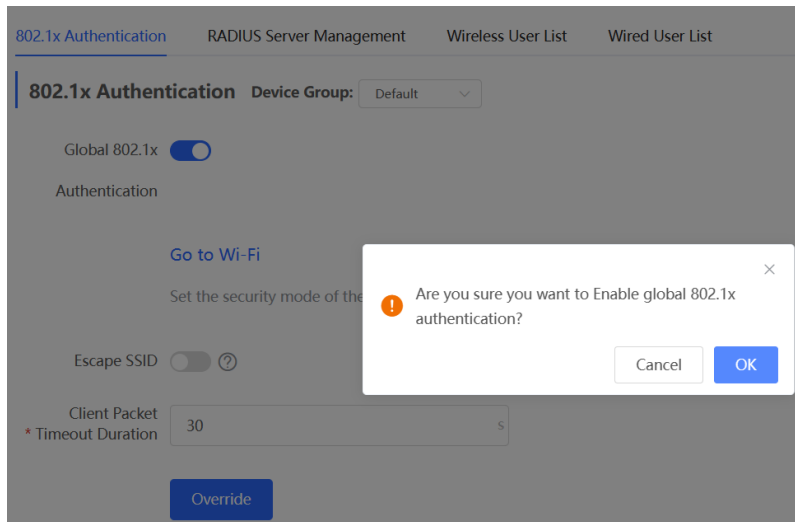 802.1x Authentication RADIUS Server Management Wireless User List Wired User List
802.1x Authentication Device Group: Default
Global 802.1x
Authentication
Go to Wi-Fi
Set the security mode of the
Are you sure you want to Enable global 802.1x
authentication?
Cancel OK
Escape SSID
Client Packet
* Timeout Duration 30 s
Override